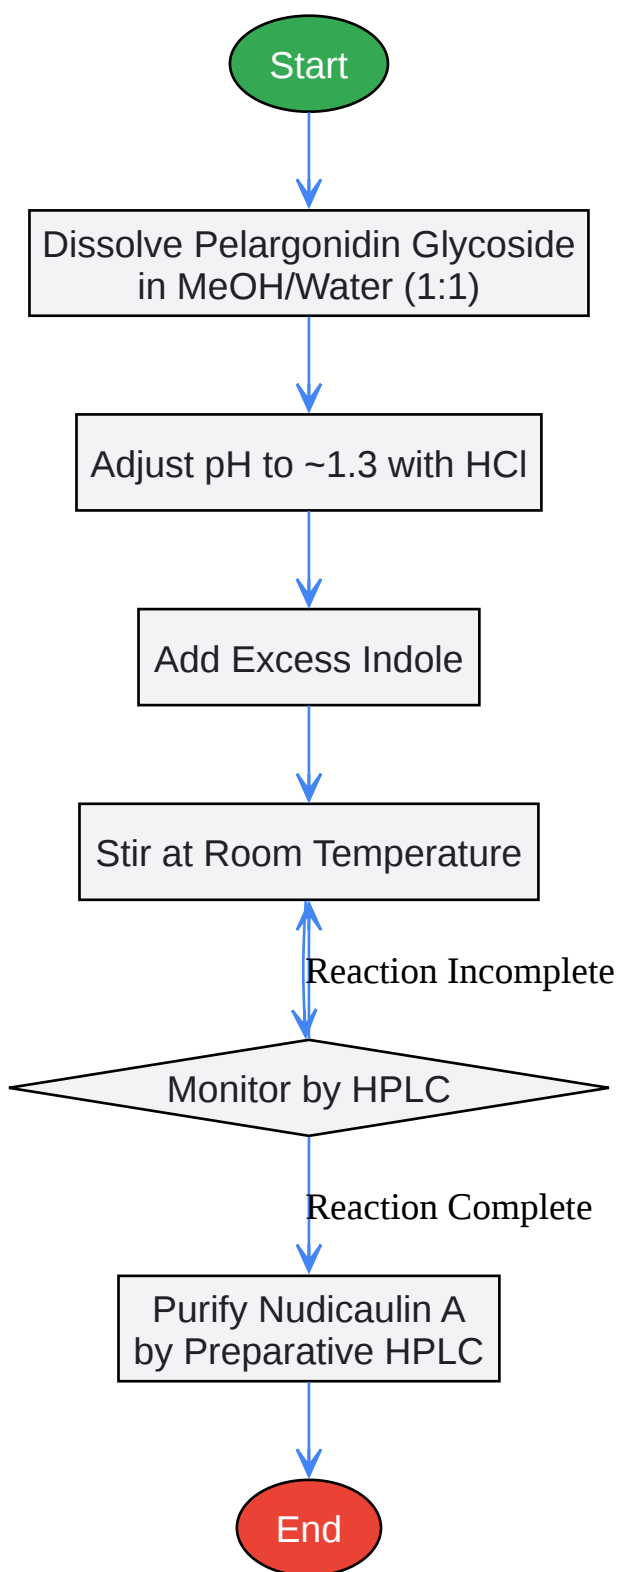 Start
Dissolve Pelargonidin Glycoside
in MeOH/Water (1:1)
Adjust pH to ~1.3 with HCl
Add Excess Indole
Stir at Room Temperature
Reaction Incomplete
Monitor by HPLC
Reaction Complete
Purify Nudicaulin A
by Preparative HPLC
End